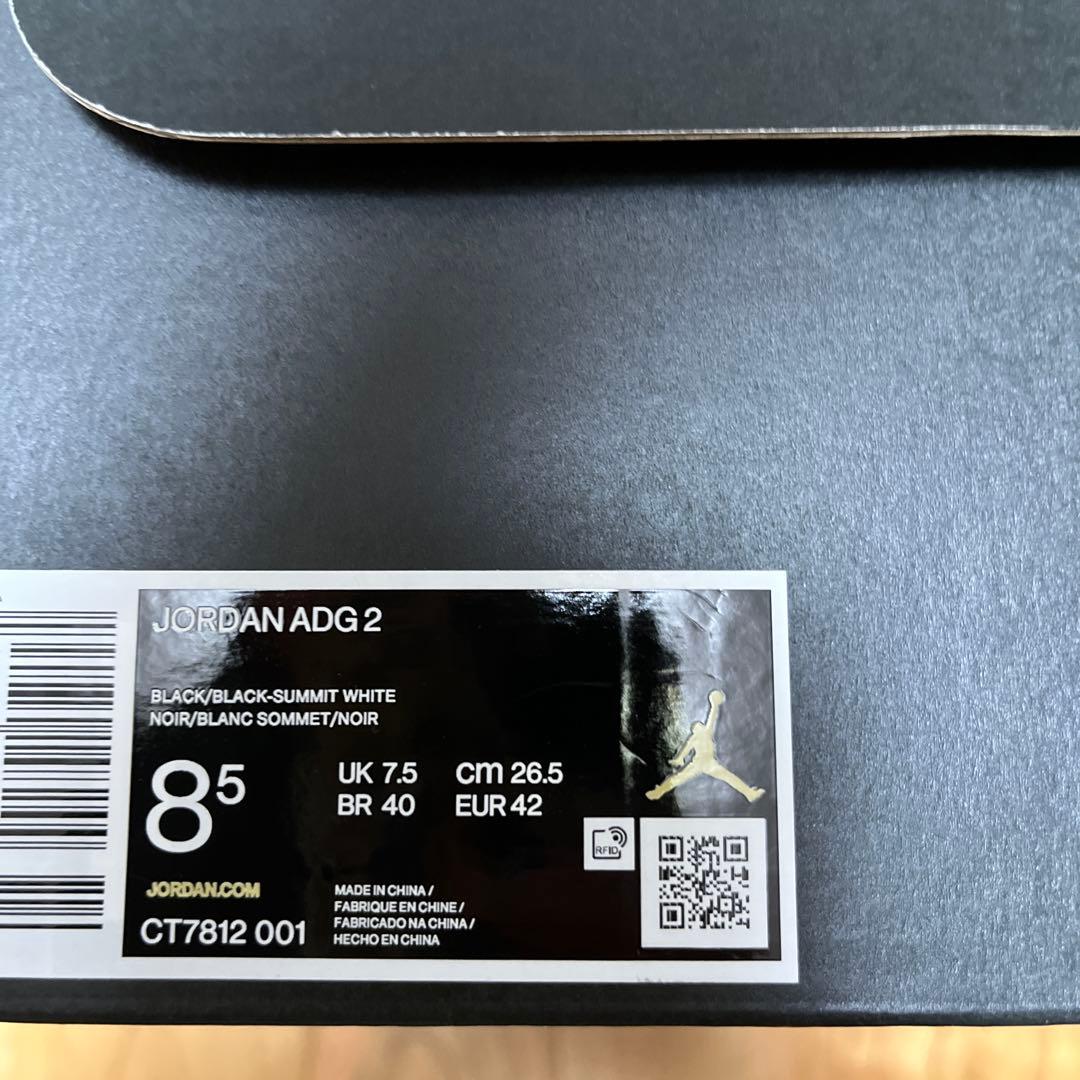 JORDAN ADG 2
BLACK/BLACK-SUMMIT WHITE
NOIR/BLANC SOMMET/NOIR
8⁵
UK 7.5 cm 26.5
BR 40 EUR 42
RFID
JORDAN.COM
CT7812 001
MADE IN CHINA /
FABRIQUE EN CHINE /
FABRICADO NA CHINA /
HECHO EN CHINA